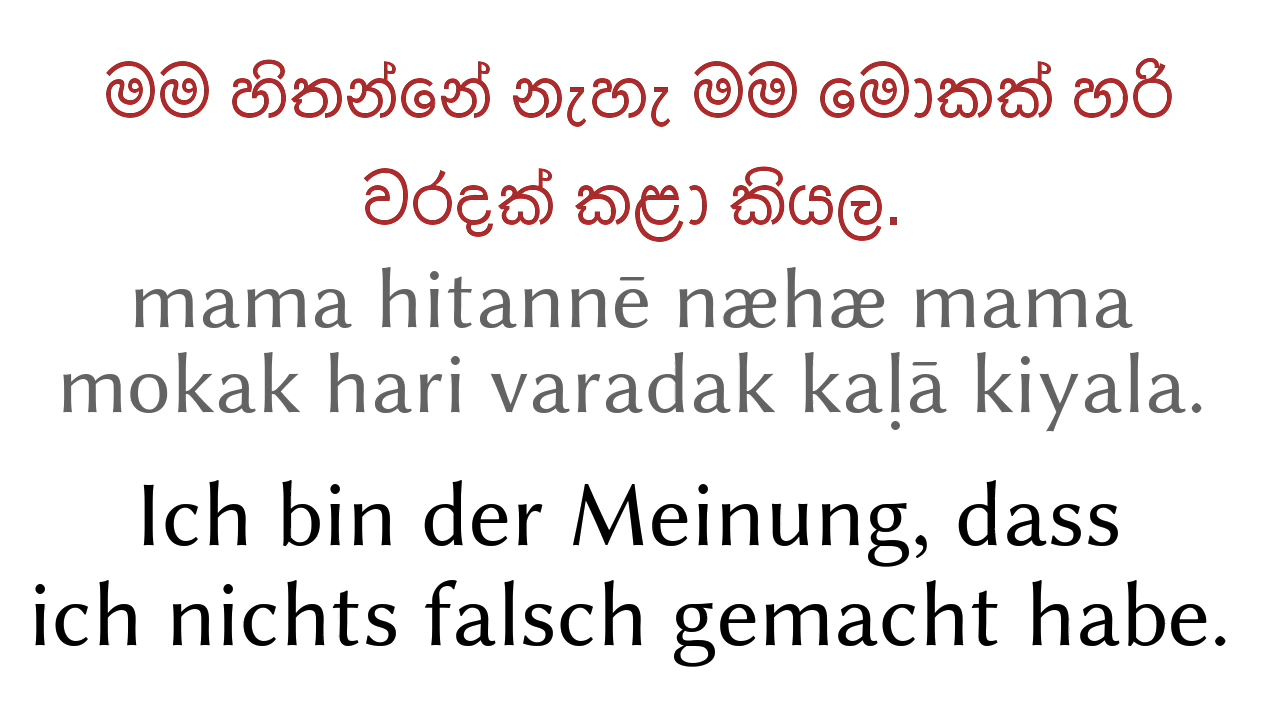 මම හිතන්නේ නැහැ මම මොකක් හරි
වරදක් කළා කියල.
mama hitannē næhæ mama
mokak hari varadak kaḷā kiyala.
Ich bin der Meinung, dass
ich nichts falsch gemacht habe.